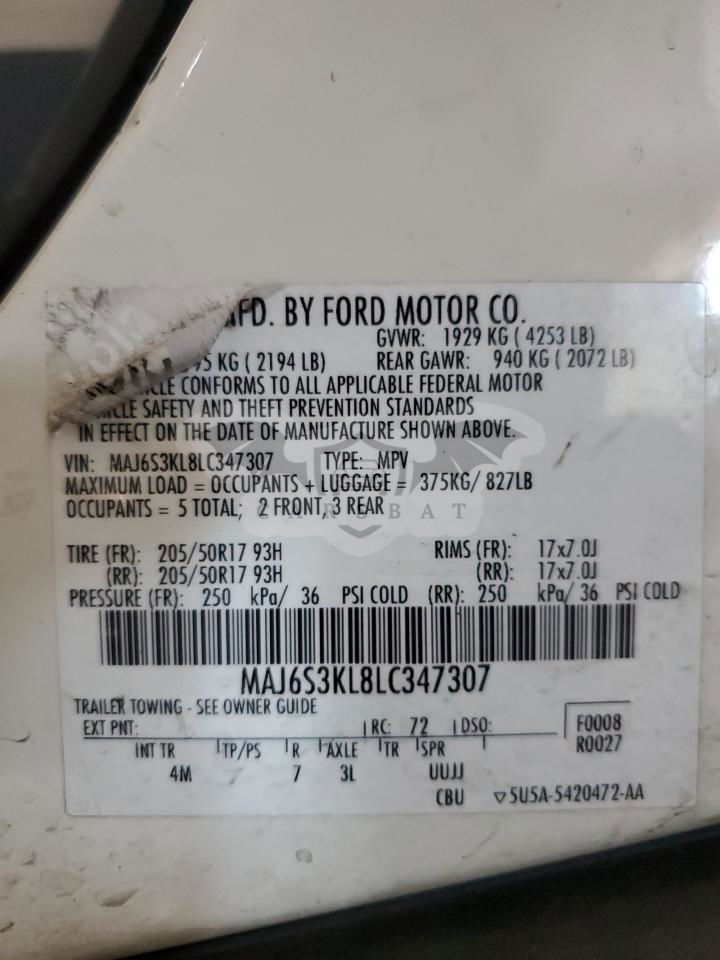 MFD. BY FORD MOTOR CO.
GVWR: 1929 KG ( 4253 LB)
95 KG ( 2194 LB) REAR GAWR: 940 KG ( 2072 LB)
CLE CONFORMS TO ALL APPLICABLE FEDERAL MOTOR
CLE SAFETY AND THEFT PREVENTION STANDARDS
IN EFFECT ON THE DATE OF MANUFACTURE SHOWN ABOVE.
VIN: MAJ6S3KL8LC347307 TYPE: MPV
MAXIMUM LOAD = OCCUPANTS + LUGGAGE = 375KG/ 827LB
OCCUPANTS = 5 TOTAL; 2 FRONT, 3 REAR
CARSBAT
TIRE (FR): 205/50R17 93H RIMS (FR): 17x7.0J
(RR): 205/50R17 93H (RR): 17x7.0J
PRESSURE (FR): 250 kPa/ 36 PSI COLD (RR): 250 kPa/ 36 PSI COLD
MAJ6S3KL8LC347307
TRAILER TOWING - SEE OWNER GUIDE
EXT PNT: RC: 72 DSO: F0008
R0027
INT TR TP/PS R AXLE TR SPR
4M 7 3L UUJJ
CBU ▽5U5A-5420472-AA